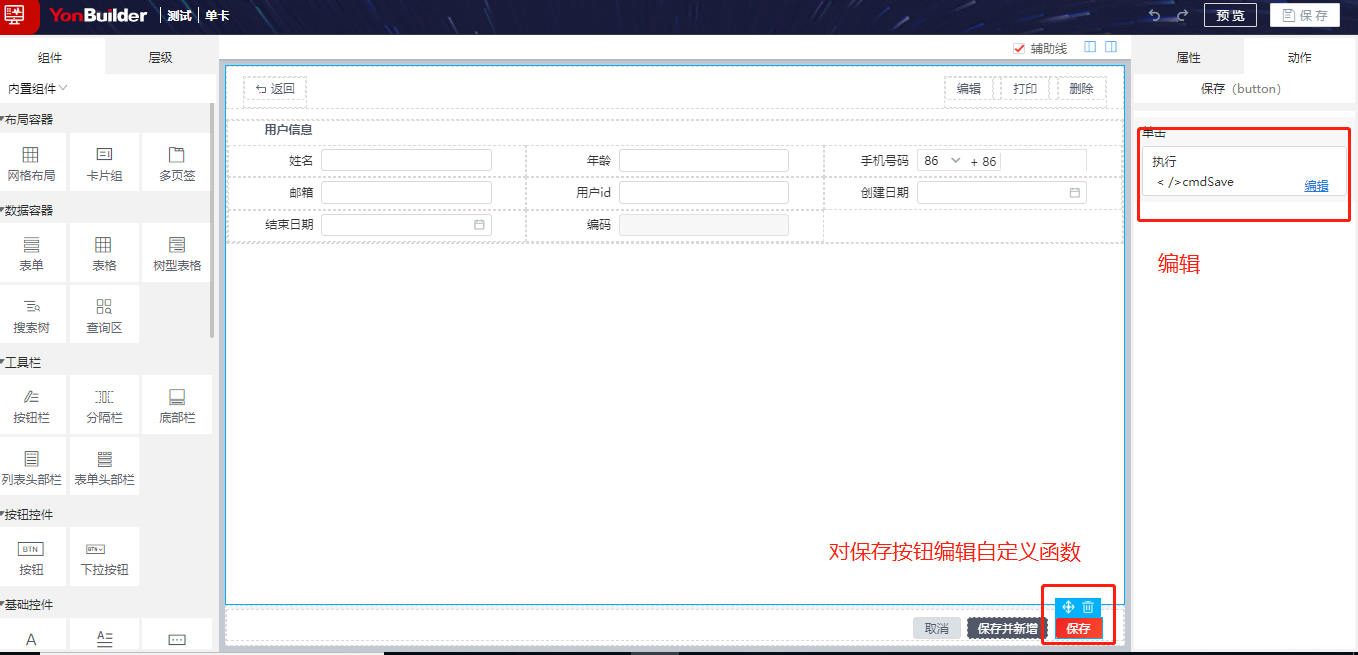 YonBuilder 测试 单卡 预览 保存
组件 层级
辅助线
属性 动作
内置组件
保存（button）
布局容器
网格布局 卡片组 多页签
数据容器
表单 表格 树型表格
搜索树 查询区
工具栏
按钮栏 分隔栏 底部栏
列表头部栏 表单头部栏
按钮控件
BTN BTN
按钮 下拉按钮
基础控件
A A
返回 编辑 打印 删除
用户信息
姓名 年龄 手机号码 86 + 86
邮箱 用户id 创建日期
结束日期 编码
对保存按钮编辑自定义函数
取消 保存并新增 保存
单击
执行
< />cmdSave 编辑
编辑